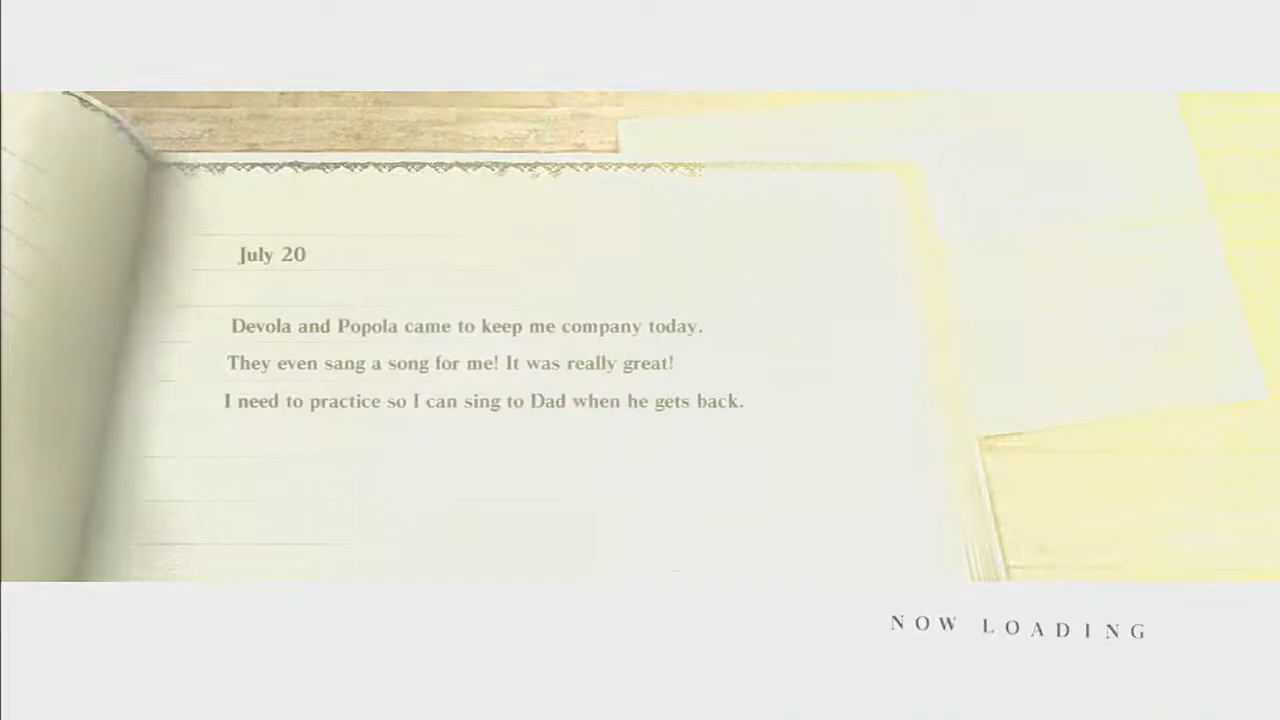 July 20
Devola and Popola came to keep me company today.
They even sang a song for me! It was really great!
I need to practice so I can sing to Dad when he gets back.
NOW LOADING